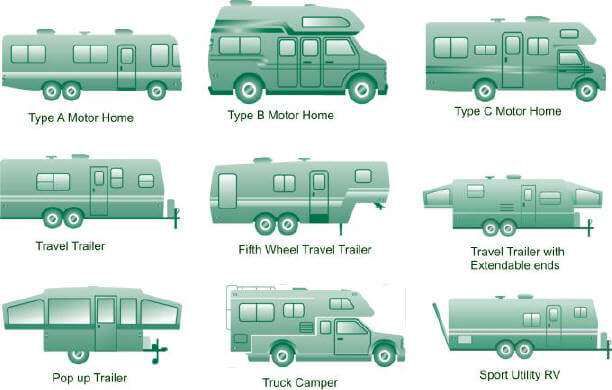 Type A Motor Home
Type B Motor Home
Type C Motor Home
Travel Trailer
Fifth Wheel Travel Trailer
Travel Trailer with
Extendable ends
Pop up Trailer
Truck Camper
Sport Utility RV